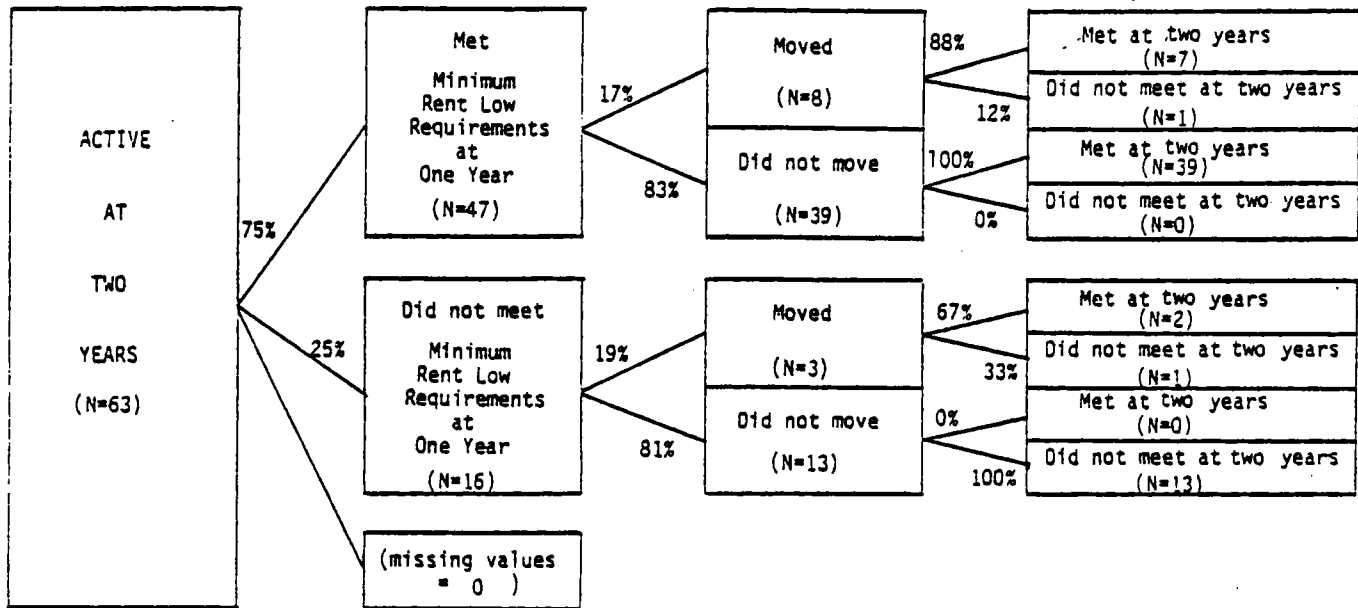 ACTIVE
AT
TWO
YEARS
(N=63)
75%
25%
Met
Minimum
Rent Low
Requirements
at
One Year
(N=47)
17%
83%
Moved
(N=8)
Did not move
(N=39)
88%
12%
100%
0%
Met at two years
(N=7)
Did not meet at two years
(N=1)
Met at two years
(N=39)
Did not meet at two years
(N=0)
Did not meet
Minimum
Rent Low
Requirements
at
One Year
(N=16)
19%
81%
Moved
(N=3)
Did not move
(N=13)
67%
33%
0%
100%
Met at two years
(N=2)
Did not meet at two years
(N=1)
Met at two years
(N=0)
Did not meet at two years
(N=13)
(missing values
= 0 )